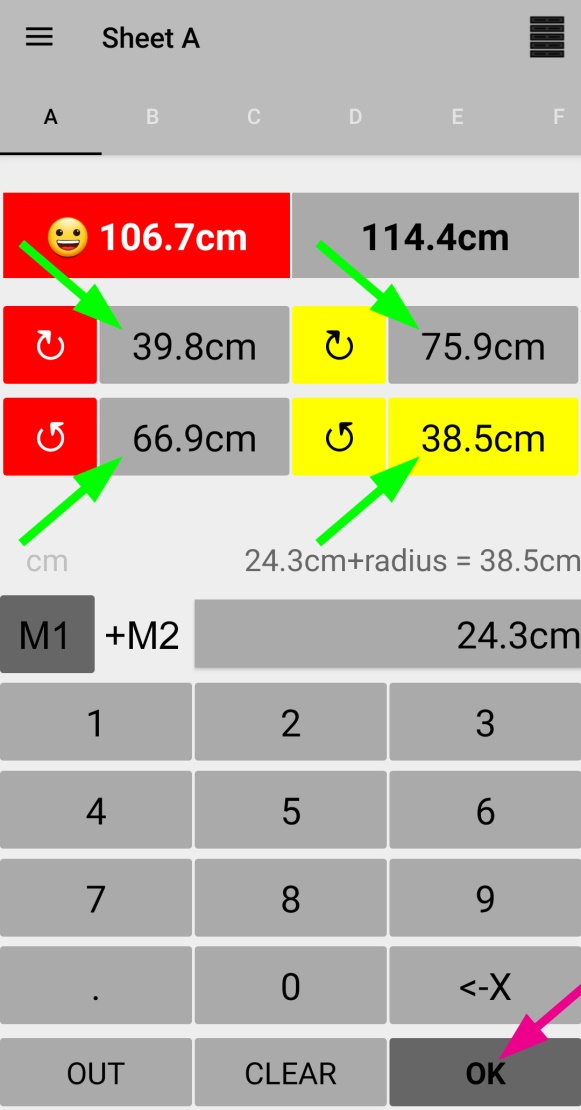 Sheet A
A B C D E F
😀 106.7cm 114.4cm
↻ 39.8cm ↻ 75.9cm
↺ 66.9cm ↺ 38.5cm
cm 24.3cm+radius = 38.5cm
M1 +M2 24.3cm
1 2 3
4 5 6
7 8 9
. 0 <-X
OUT CLEAR OK